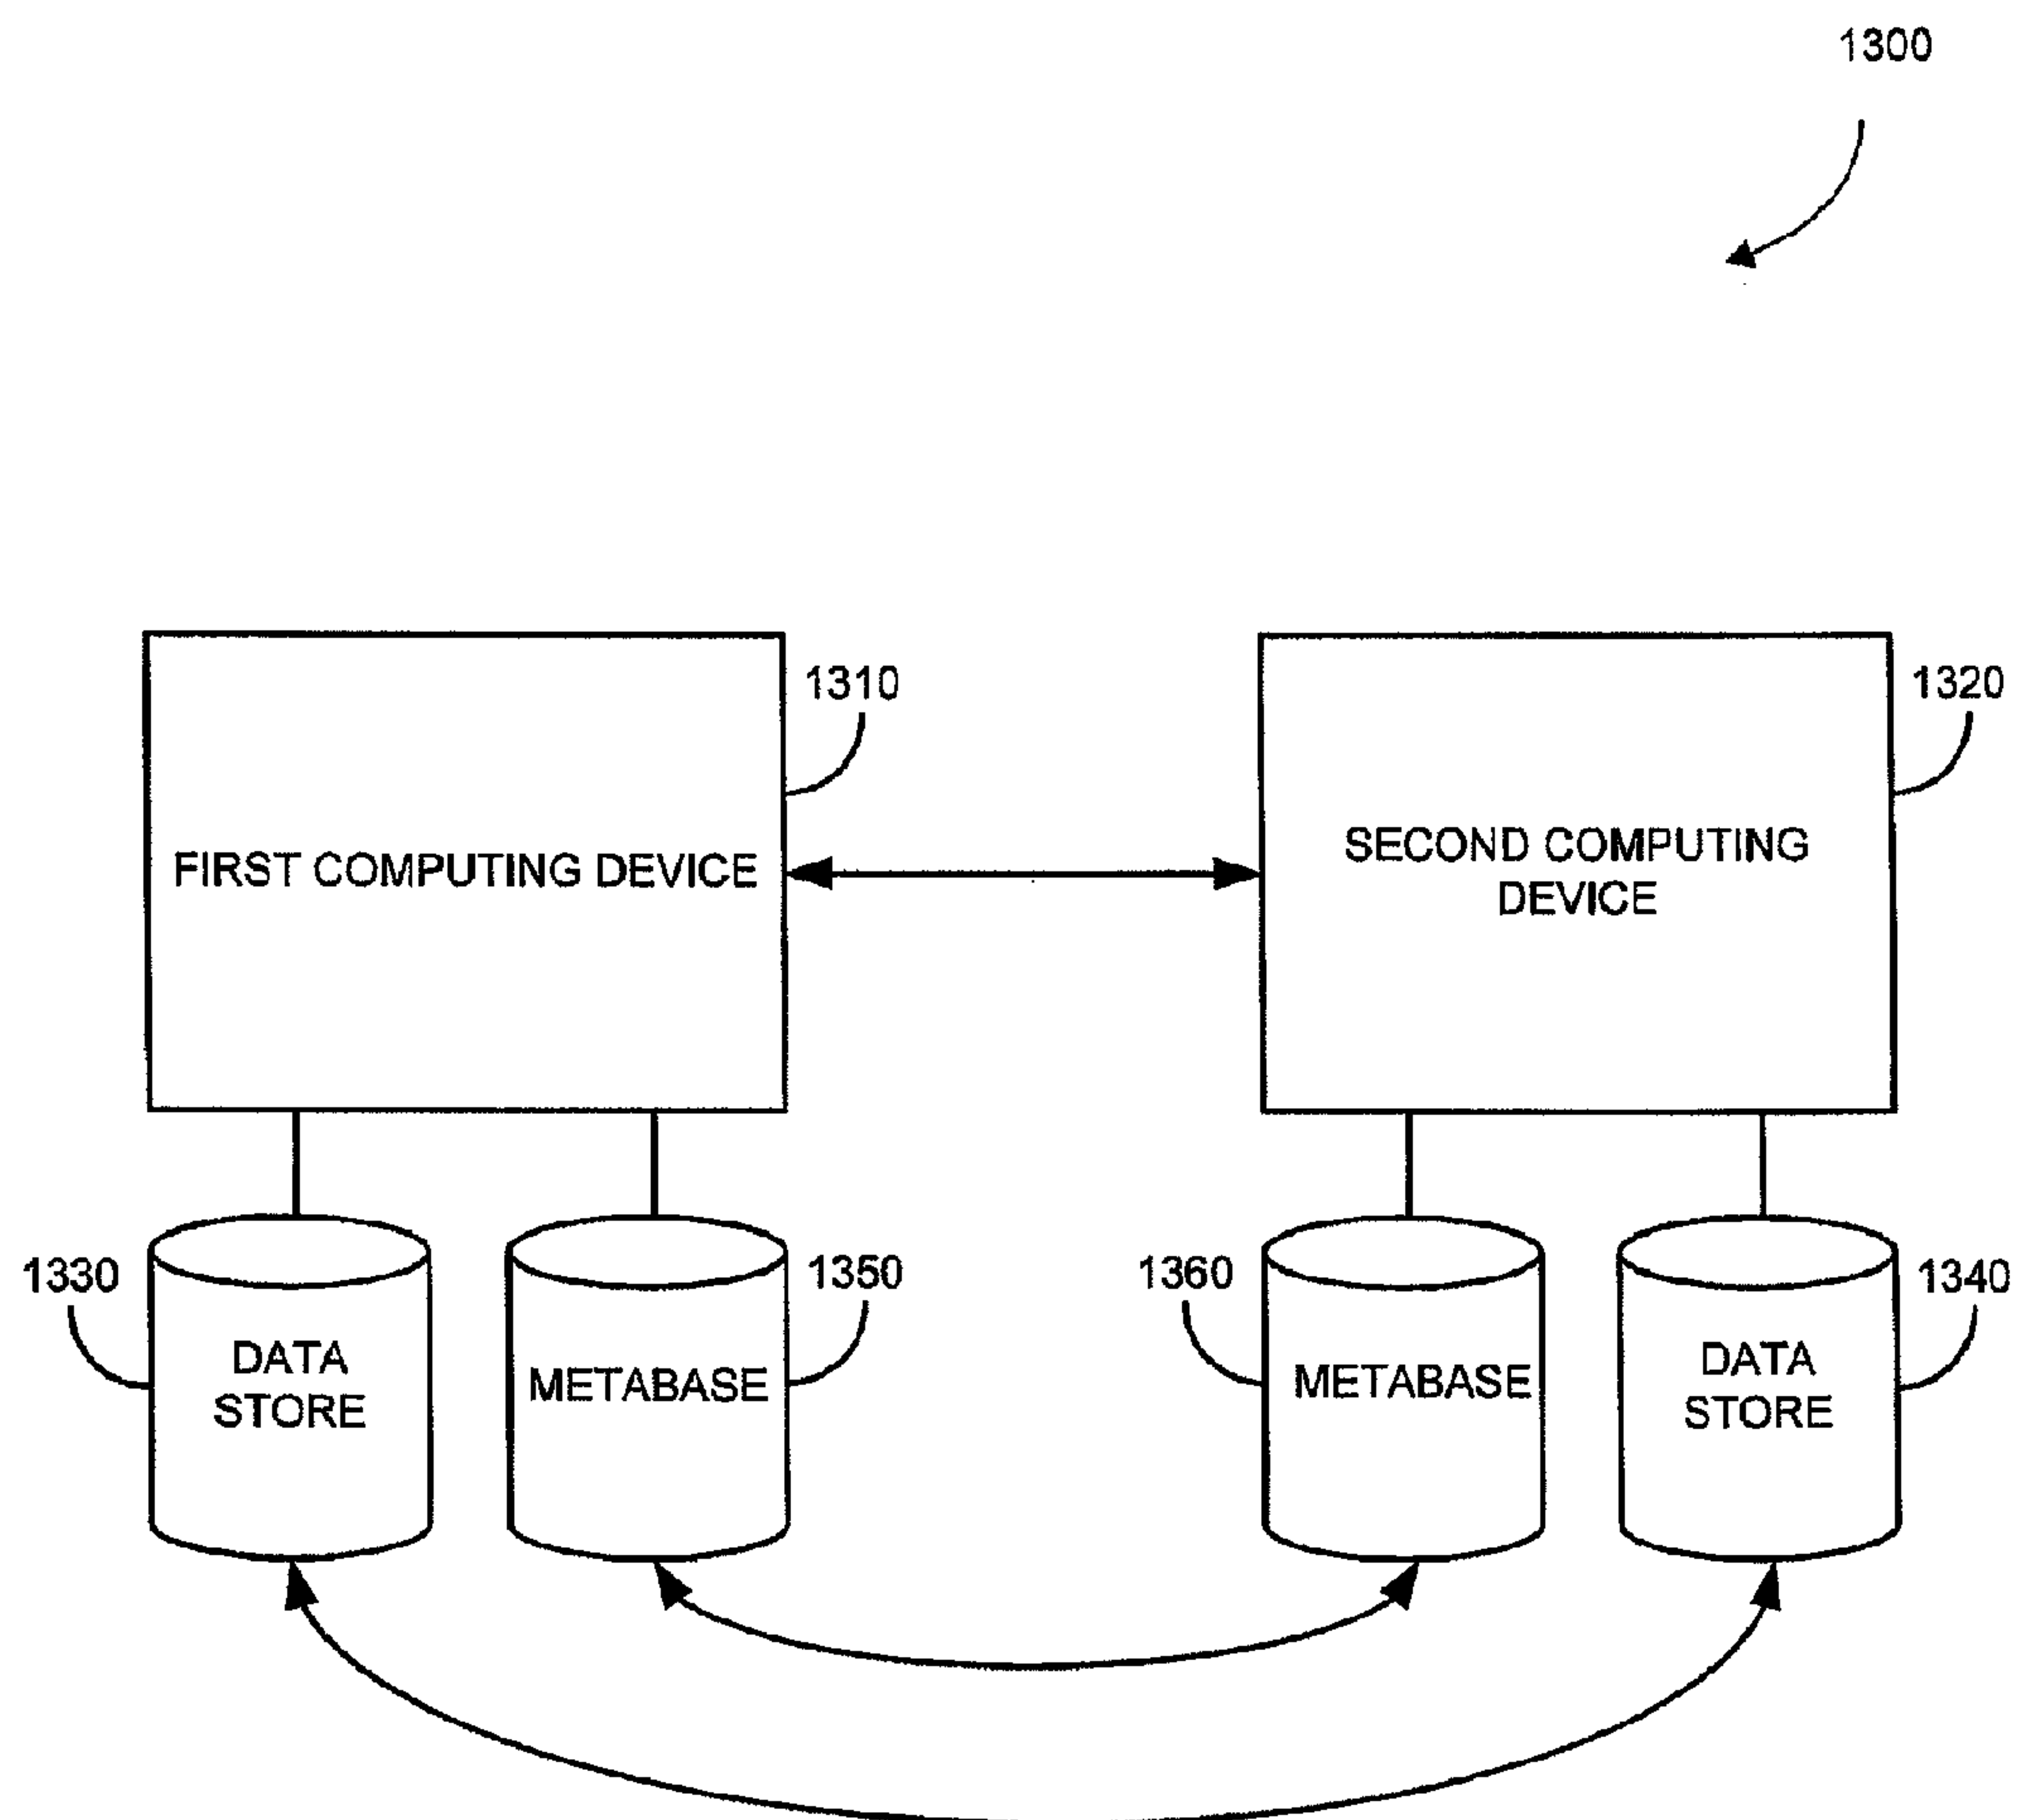 1300
1310
1320
FIRST COMPUTING DEVICE
SECOND COMPUTING
DEVICE
1330
1350
1360
1340
DATA
STORE
METABASE
METABASE
DATA
STORE